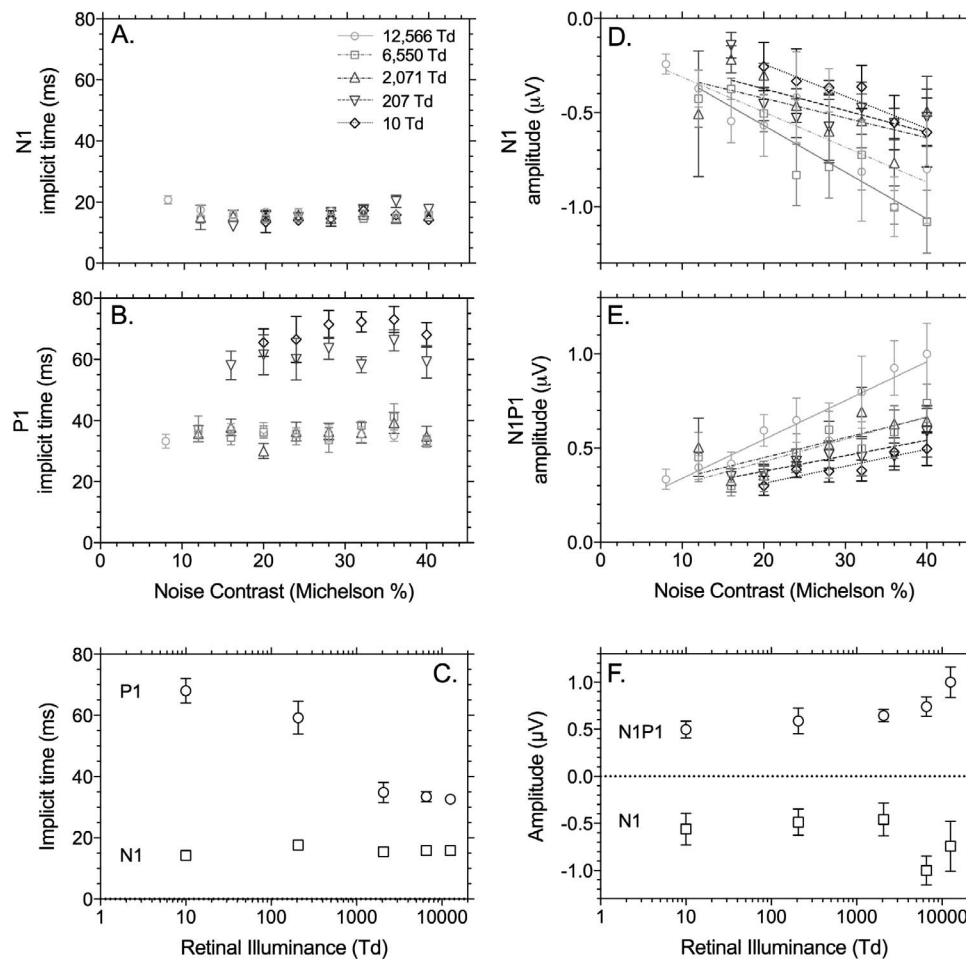 A.
80
60
40
20
0
N1
implicit time (ms)
12,566 Td
6,550 Td
2,071 Td
207 Td
10 Td
D.
0.0
-0.5
-1.0
N1
amplitude (µV)
B.
80
60
40
20
0
P1
implicit time (ms)
0
10
20
30
40
Noise Contrast (Michelson %)
E.
1.0
0.5
0.0
N1P1
amplitude (µV)
0
10
20
30
40
Noise Contrast (Michelson %)
C.
80
60
40
20
0
Implicit time (ms)
P1
N1
1
10
100
1000
10000
Retinal Illuminance (Td)
F.
1.0
0.5
0.0
-0.5
-1.0
Amplitude (µV)
N1P1
N1
1
10
100
1000
10000
Retinal Illuminance (Td)